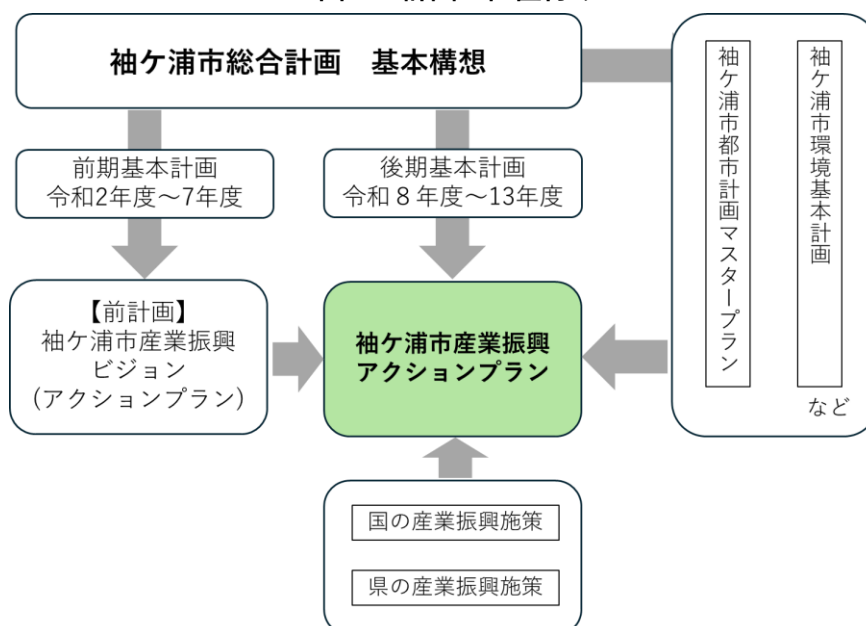 袖ケ浦市総合計画　基本構想
前期基本計画
令和2年度～7年度
後期基本計画
令和８年度～13年度
【前計画】
袖ケ浦市産業振興
ビジョン
(アクションプラン)
袖ケ浦市産業振興
アクションプラン
袖ケ浦市都市計画マスタープラン
袖ケ浦市環境基本計画
など
国の産業振興施策
県の産業振興施策